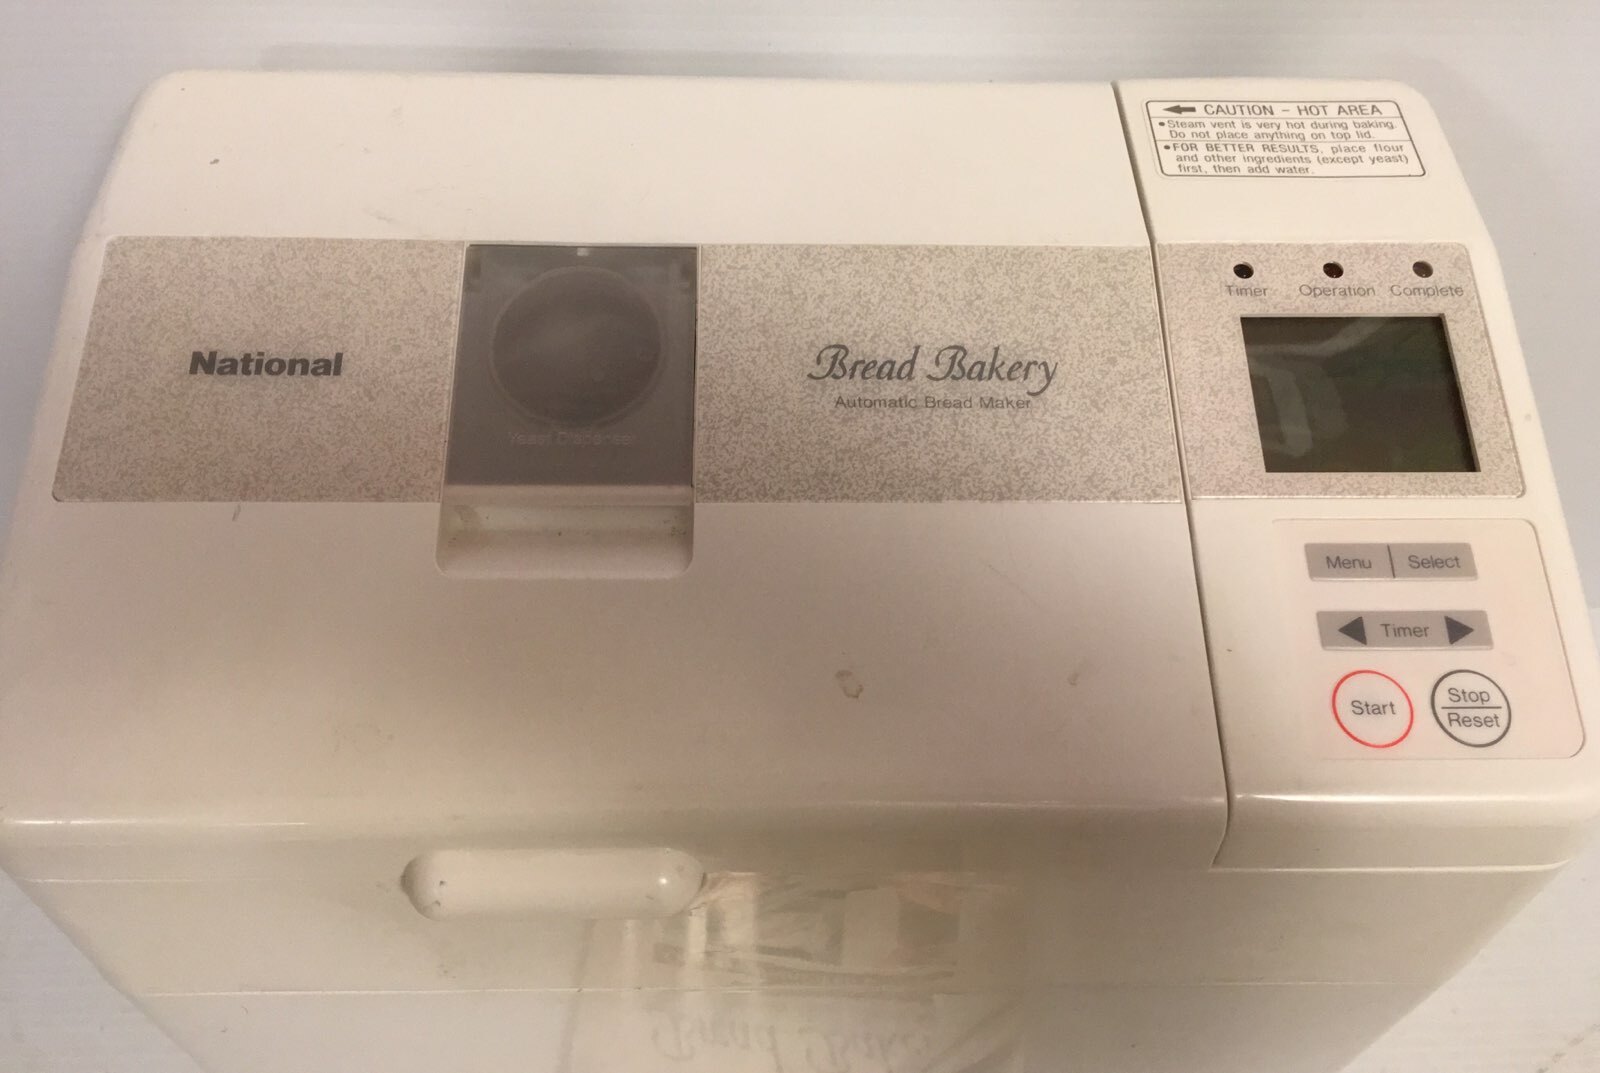 CAUTION - HOT AREA
•Steam vent is very hot during baking.
Do not place anything on top lid.
•FOR BETTER RESULTS, place flour
and other ingredients (except yeast)
first, then add water.
Timer Operation Complete
National
Yeast Dispenser
Bread Bakery
Automatic Bread Maker
Menu | Select
Timer
Start
Stop
Reset